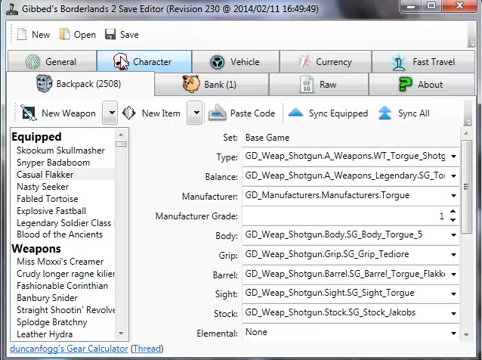 Gibbed's Borderlands 2 Save Editor (Revision 230 @ 2014/02/11 16:49:49)
New Open Save
General Character Vehicle Currency Fast Travel
Backpack (2508) Bank (1) Raw About
New Weapon New Item Paste Code Sync Equipped Sync All
Equipped
Skookum Skullmasher
Snyper Badaboom
Casual Flakker
Nasty Seeker
Fabled Tortoise
Explosive Fastball
Legendary Soldier Class
Blood of the Ancients
Weapons
Miss Moxxi's Creamer
Crudy longer ragne kilier
Fashionable Corinthian
Banbury Snider
Straight Shootin' Revolve
Splodge Bratchny
Leather Hydra
Set: Base Game
Type: GD_Weap_Shotgun.A_Weapons.WT_Torgue_Shotg
Balance: GD_Weap_Shotgun.A_Weapons_Legendary.SG_To
Manufacturer: GD_Manufacturers.Manufacturers.Torgue
Manufacturer Grade: 1
Body: GD_Weap_Shotgun.Body.SG_Body_Torgue_5
Grip: GD_Weap_Shotgun.Grip.SG_Grip_Tediore
Barrel: GD_Weap_Shotgun.Barrel.SG_Barrel_Torgue_Flakke
Sight: GD_Weap_Shotgun.Sight.SG_Sight_Torgue
Stock: GD_Weap_Shotgun.Stock.SG_Stock_Jakobs
Elemental: None
duncanfogg's Gear Calculator (Thread)